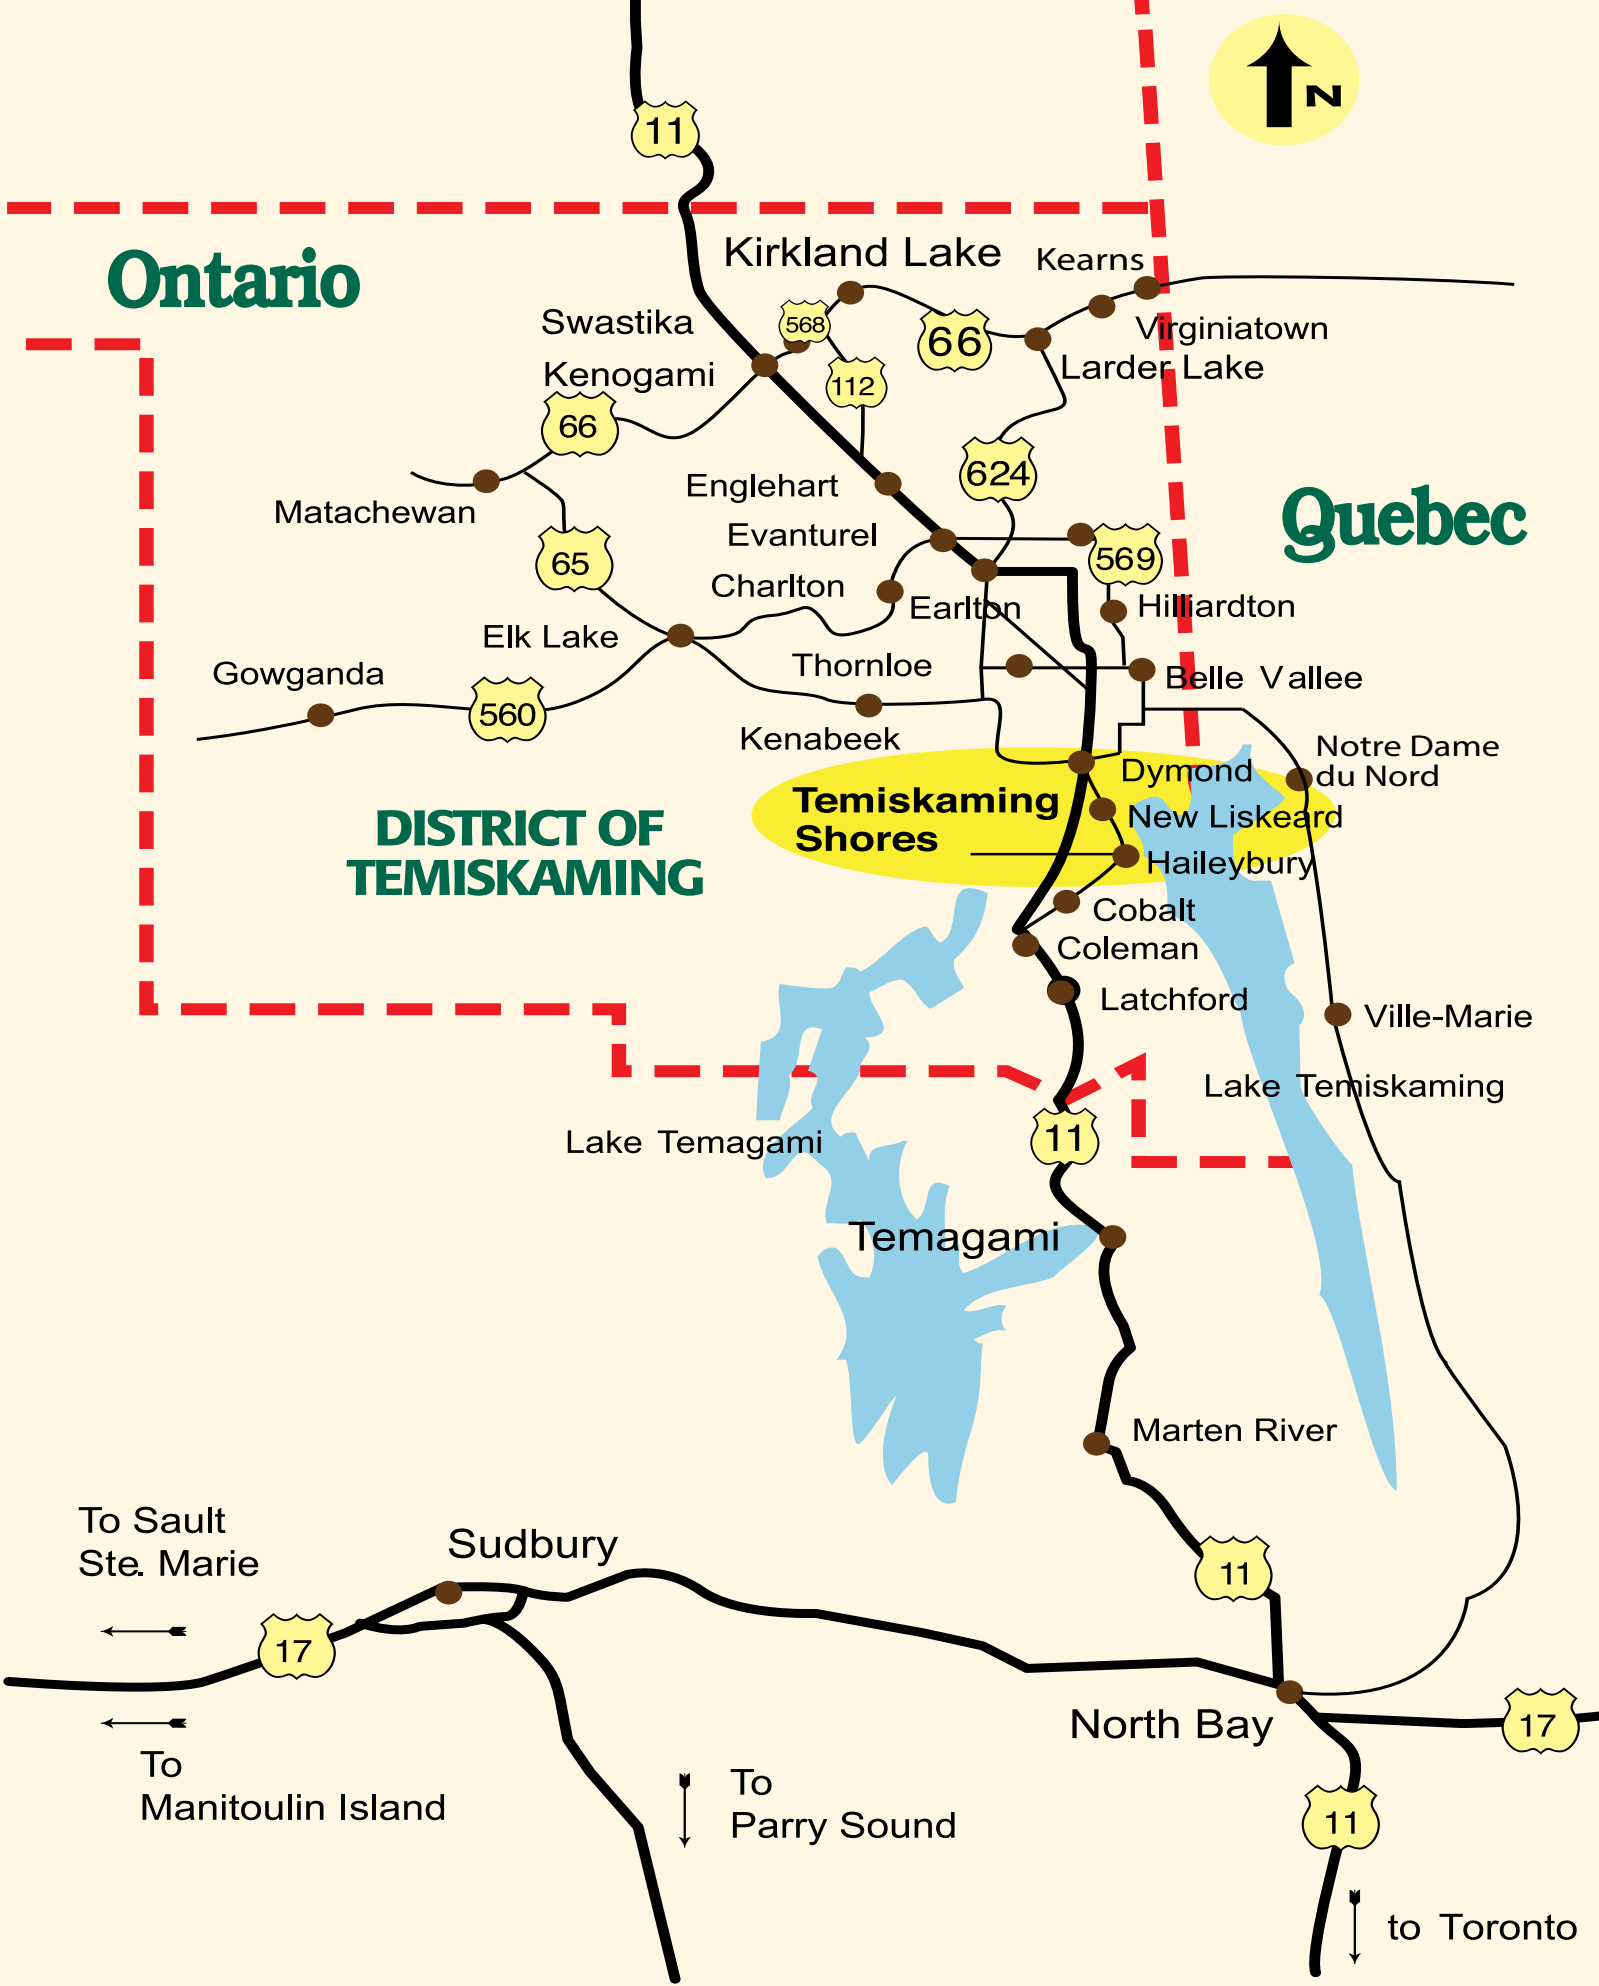 N
11
Ontario
Kirkland Lake
Kearns
Swastika
568
66
Virginiatown
Kenogami
112
Larder Lake
66
624
Matachewan
Englehart
Quebec
Evanturel
65
569
Charlton
Earlton
Hilliardton
Elk Lake
Thornloe
Gowganda
Belle Vallee
560
Kenabeek
Notre Dame
du Nord
Dymond
Temiskaming
Shores
New Liskeard
DISTRICT OF
TEMISKAMING
Haileybury
Cobalt
Coleman
Latchford
Ville-Marie
Lake Temiskaming
11
Lake Temagami
Temagami
Marten River
To Sault
Ste. Marie
Sudbury
11
17
North Bay
17
To
Manitoulin Island
To
Parry Sound
11
to Toronto